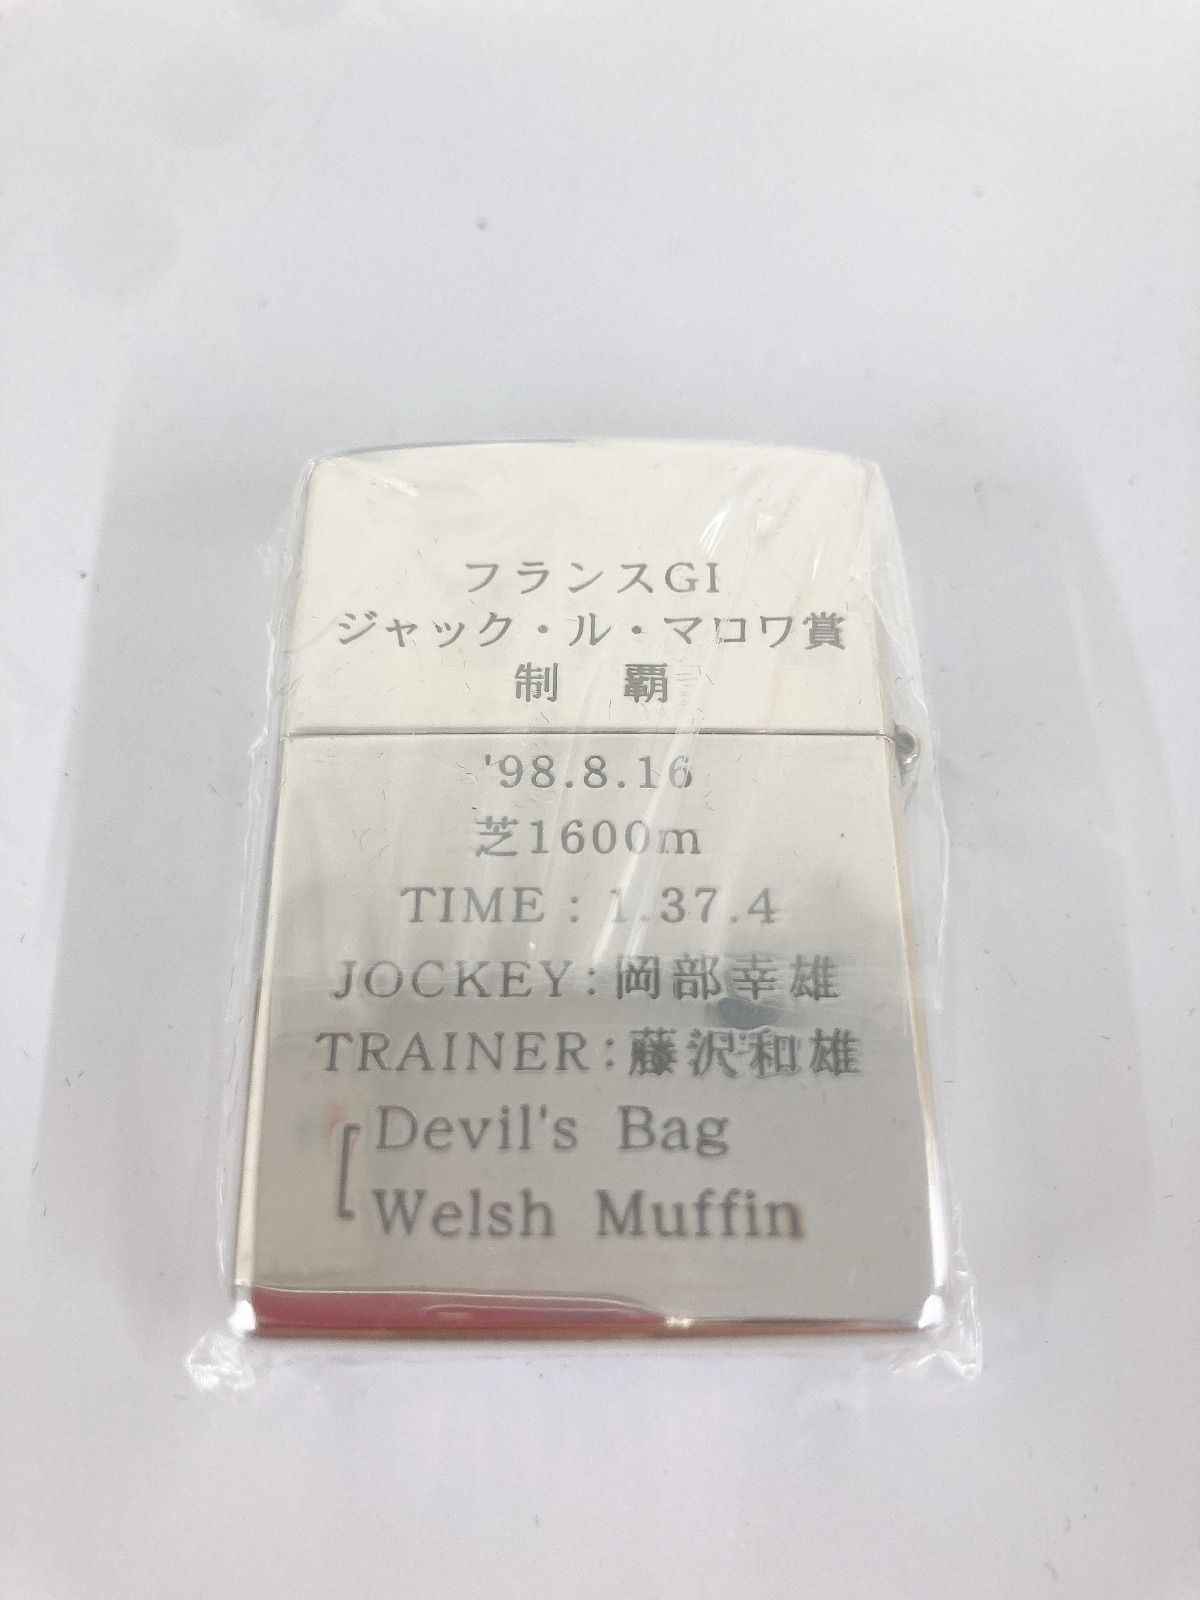 フランスGI
ジャック・ル・マロワ賞
制 覇
'98.8.16
芝1600m
TIME : 1.37.4
JOCKEY:岡部幸雄
TRAINER:藤沢和雄
Devil's Bag
Welsh Muffin